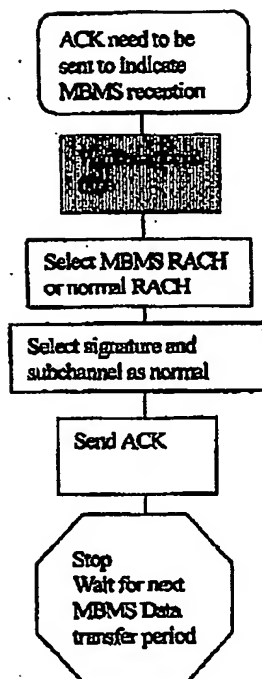 ACK need to be
sent to indicate
MBMS reception
Select MBMS RACH
or normal RACH
Select signature and
subchannel as normal
Send ACK
Stop
Wait for next
MBMS Data
transfer period